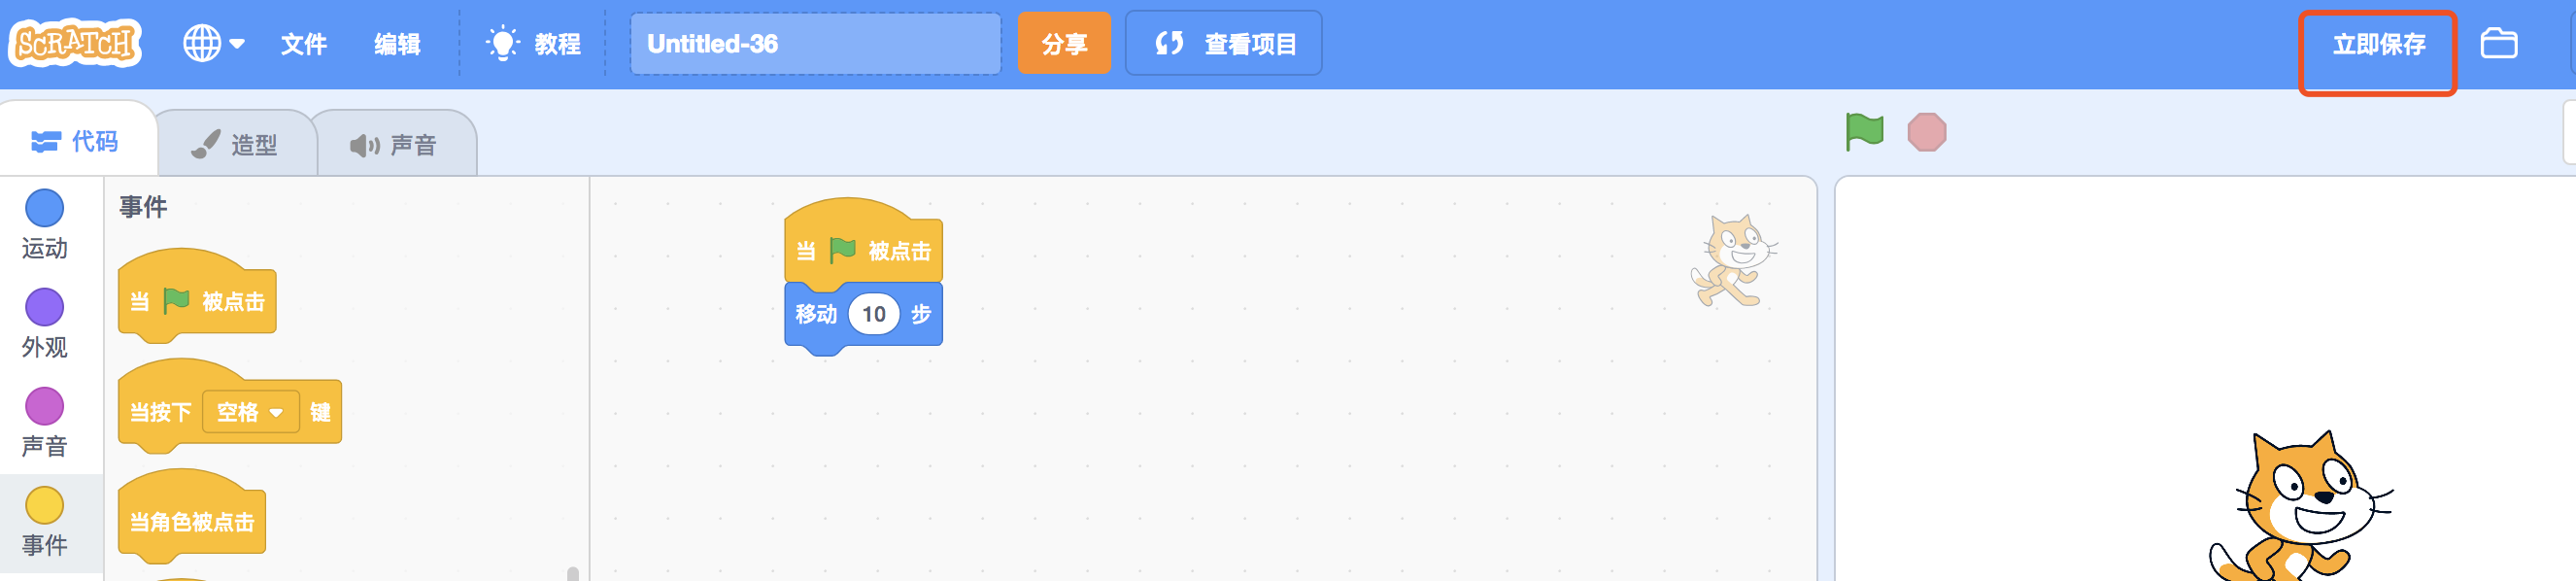 SCRATCH 文件 编辑 教程 Untitled-36 分享 查看项目 立即保存
代码 造型 声音
运动
外观
声音
事件
事件
当 被点击
当按下 空格 键
当角色被点击
当 被点击
移动 10 步